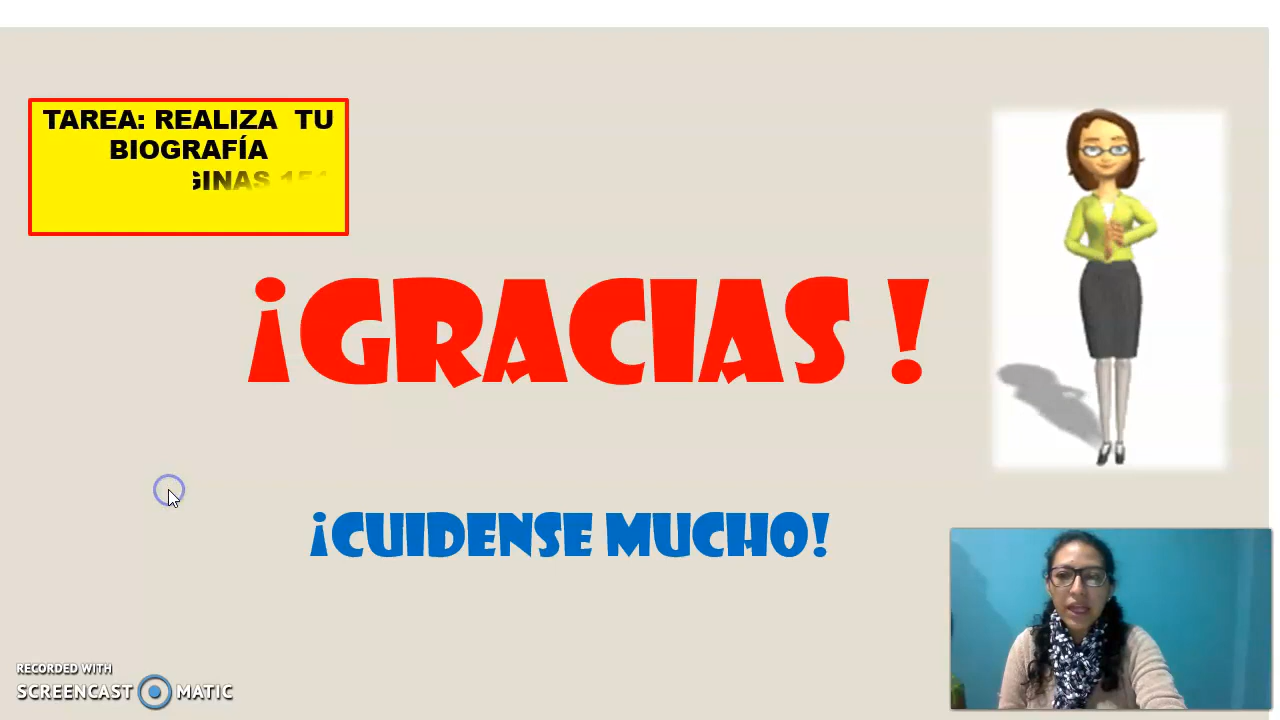 TAREA: REALIZA TU
BIOGRAFÍA
¡GRACIAS !
¡CUIDENSE MUCHO!
RECORDED WITH
SCREENCAST MATIC